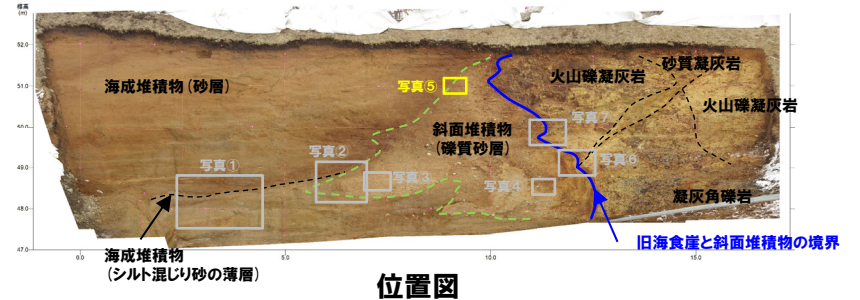 標高
(m)
52.0
51.0
50.0
49.0
48.0
47.0
0.0
5.0
10.0
15.0
海成堆積物(砂層)
写真⑤
火山礫凝灰岩
砂質凝灰岩
火山礫凝灰岩
斜面堆積物
(礫質砂層)
写真7
写真①
写真2
写真3
写真4
写真6
凝灰角礫岩
海成堆積物
(シルト混じり砂の薄層)
旧海食崖と斜面堆積物の境界
位置図